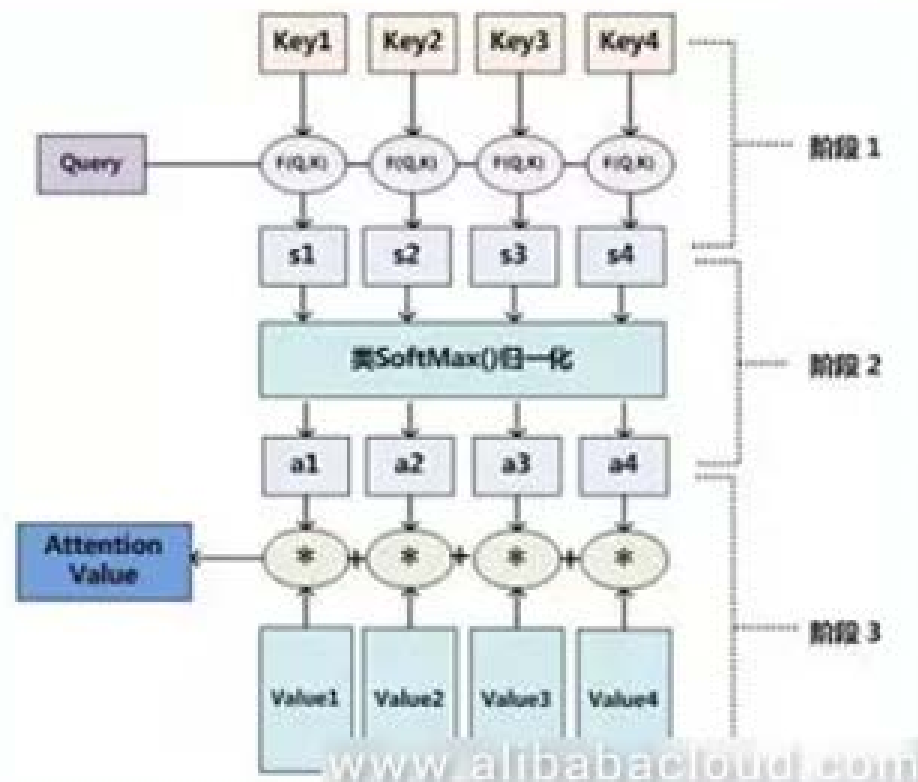 Key1 Key2 Key3 Key4
Query
F(Q,K) F(Q,K) F(Q,K) F(Q,K)
阶段 1
s1 s2 s3 s4
类SoftMax()归一化
阶段 2
a1 a2 a3 a4
Attention
Value
* + * + * + *
阶段 3
Value1 Value2 Value3 Value4
www.alibabacloud.com